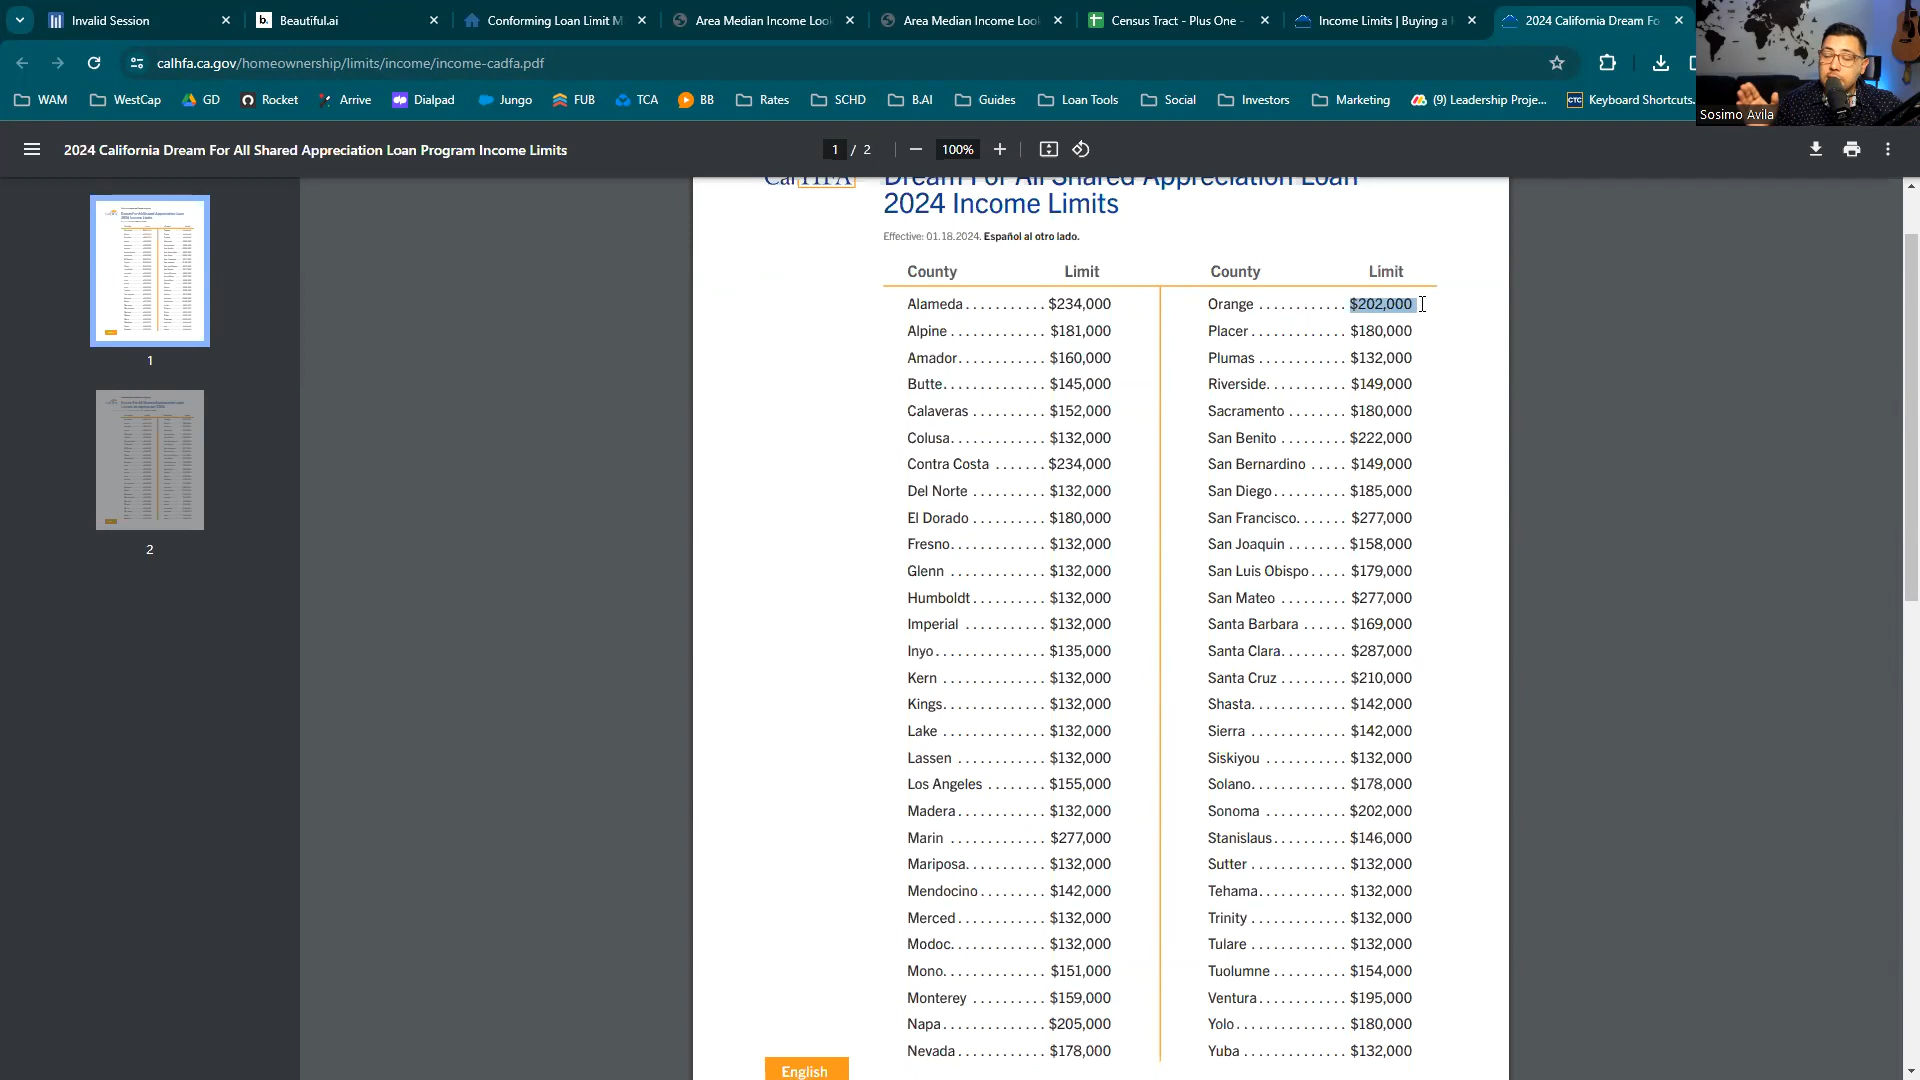 Invalid Session
Beautiful.ai
Conforming Loan Limit M
Area Median Income Loo
Area Median Income Loo
Census Tract - Plus One -
Income Limits | Buying a
2024 California Dream Fo
calhfa.ca.gov/homeownership/limits/income/income-cadfa.pdf
WAM
WestCap
GD
Rocket
Arrive
Dialpad
Jungo
FUB
TCA
BB
Rates
SCHD
B.AI
Guides
Loan Tools
Social
Investors
Marketing
(9) Leadership Proje...
CTC
Keyboard Shortcuts.
Sosimo Avila
2024 California Dream For All Shared Appreciation Loan Program Income Limits
1 / 2
100%
1
2
CalHFA
Dream For All Shared Appreciation Loan
2024 Income Limits
Effective: 01.18.2024. Español al otro lado.
County Limit
Alameda . . . . . . . . . . . $234,000
Alpine . . . . . . . . . . . . $181,000
Amador. . . . . . . . . . . . $160,000
Butte. . . . . . . . . . . . . $145,000
Calaveras . . . . . . . . . . $152,000
Colusa. . . . . . . . . . . . $132,000
Contra Costa . . . . . . . $234,000
Del Norte . . . . . . . . . . $132,000
El Dorado . . . . . . . . . . $180,000
Fresno. . . . . . . . . . . . $132,000
Glenn . . . . . . . . . . . . $132,000
Humboldt . . . . . . . . . . $132,000
Imperial . . . . . . . . . . . $132,000
Inyo . . . . . . . . . . . . . . $135,000
Kern . . . . . . . . . . . . . $132,000
Kings. . . . . . . . . . . . . $132,000
Lake . . . . . . . . . . . . . $132,000
Lassen . . . . . . . . . . . . $132,000
Los Angeles . . . . . . . . $155,000
Madera . . . . . . . . . . . . $132,000
Marin . . . . . . . . . . . . $277,000
Mariposa. . . . . . . . . . . $132,000
Mendocino . . . . . . . . . $142,000
Merced . . . . . . . . . . . . $132,000
Modoc. . . . . . . . . . . . . $132,000
Mono. . . . . . . . . . . . . . $151,000
Monterey . . . . . . . . . . $159,000
Napa . . . . . . . . . . . . . . $205,000
Nevada . . . . . . . . . . . . $178,000
County Limit
Orange . . . . . . . . . . . . $202,000
Placer . . . . . . . . . . . . . $180,000
Plumas . . . . . . . . . . . . $132,000
Riverside. . . . . . . . . . . $149,000
Sacramento . . . . . . . . $180,000
San Benito . . . . . . . . . $222,000
San Bernardino . . . . . $149,000
San Diego . . . . . . . . . . $185,000
San Francisco. . . . . . . $277,000
San Joaquin . . . . . . . . $158,000
San Luis Obispo . . . . . $179,000
San Mateo . . . . . . . . . $277,000
Santa Barbara . . . . . . $169,000
Santa Clara. . . . . . . . . $287,000
Santa Cruz . . . . . . . . . $210,000
Shasta. . . . . . . . . . . . . $142,000
Sierra . . . . . . . . . . . . . $142,000
Siskiyou . . . . . . . . . . . $132,000
Solano. . . . . . . . . . . . . $178,000
Sonoma . . . . . . . . . . . $202,000
Stanislaus . . . . . . . . . . $146,000
Sutter . . . . . . . . . . . . . $132,000
Tehama . . . . . . . . . . . . $132,000
Trinity . . . . . . . . . . . . . $132,000
Tulare . . . . . . . . . . . . . $132,000
Tuolumne . . . . . . . . . . $154,000
Ventura . . . . . . . . . . . . $195,000
Yolo . . . . . . . . . . . . . . $180,000
Yuba . . . . . . . . . . . . . . $132,000
English